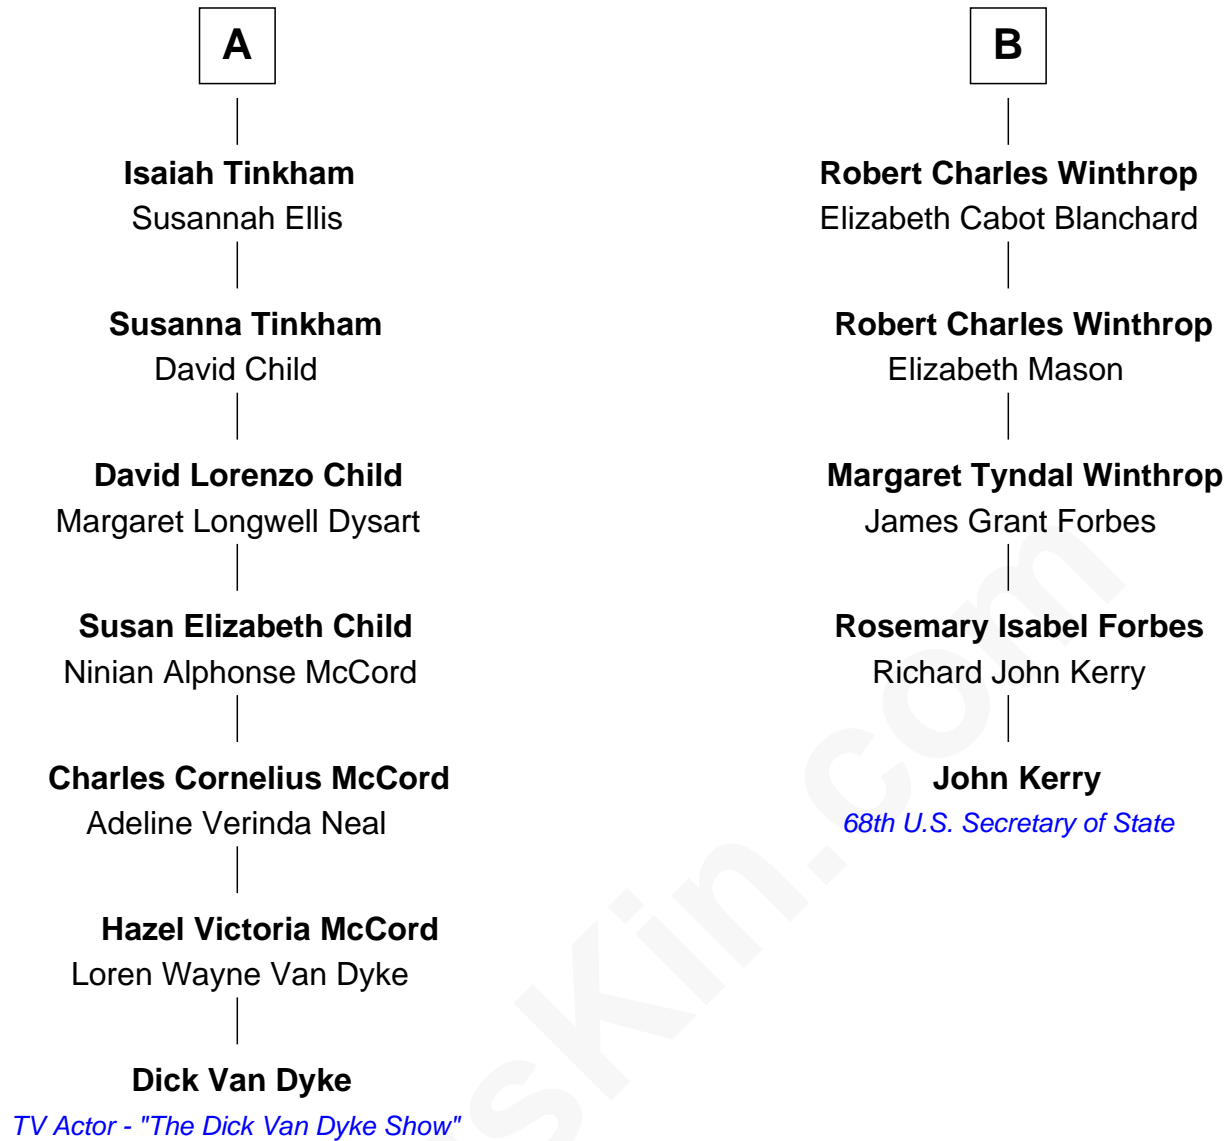 A
Isaiah Tinkham
Susannah Ellis
Susanna Tinkham
David Child
David Lorenzo Child
Margaret Longwell Dysart
Susan Elizabeth Child
Ninian Alphonse McCord
Charles Cornelius McCord
Adeline Verinda Neal
Hazel Victoria McCord
Loren Wayne Van Dyke
Dick Van Dyke
TV Actor - "The Dick Van Dyke Show"
B
Robert Charles Winthrop
Elizabeth Cabot Blanchard
Robert Charles Winthrop
Elizabeth Mason
Margaret Tyndal Winthrop
James Grant Forbes
Rosemary Isabel Forbes
Richard John Kerry
John Kerry
68th U.S. Secretary of State
sKin.com